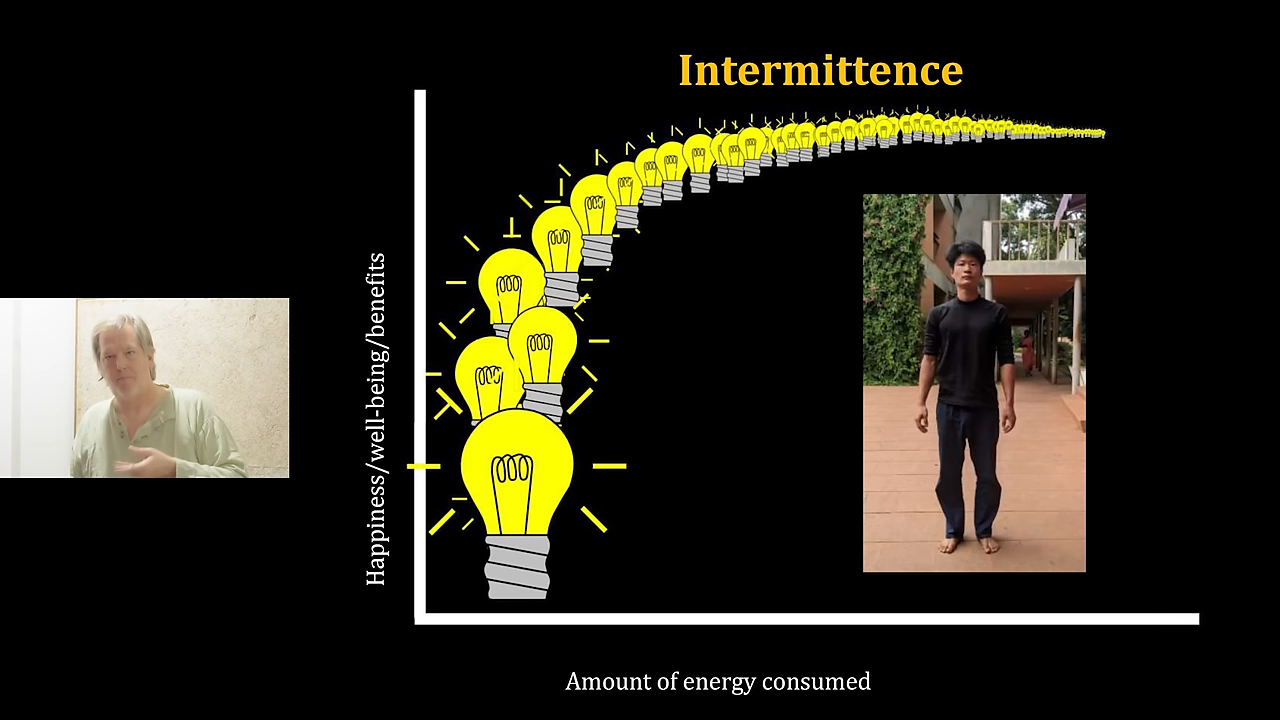 Intermittence
Happiness/well-being/benefits
Amount of energy consumed